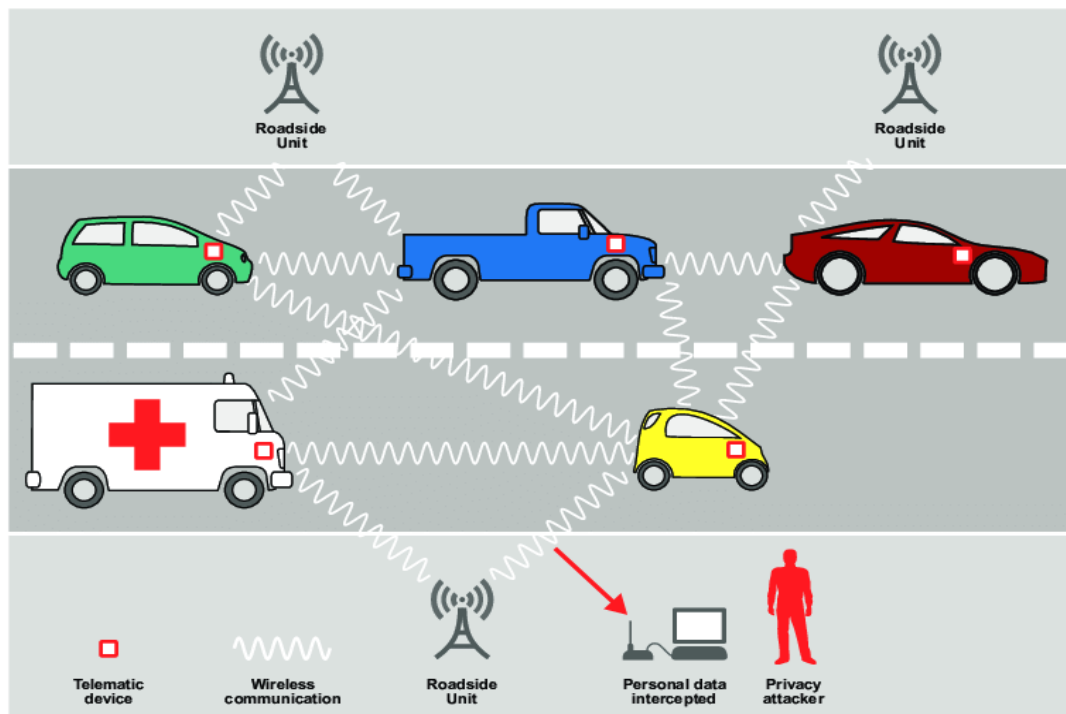 Roadside
Unit
Roadside
Unit
Telematic
device
Wireless
communication
Roadside
Unit
Personal data
intercepted
Privacy
attacker